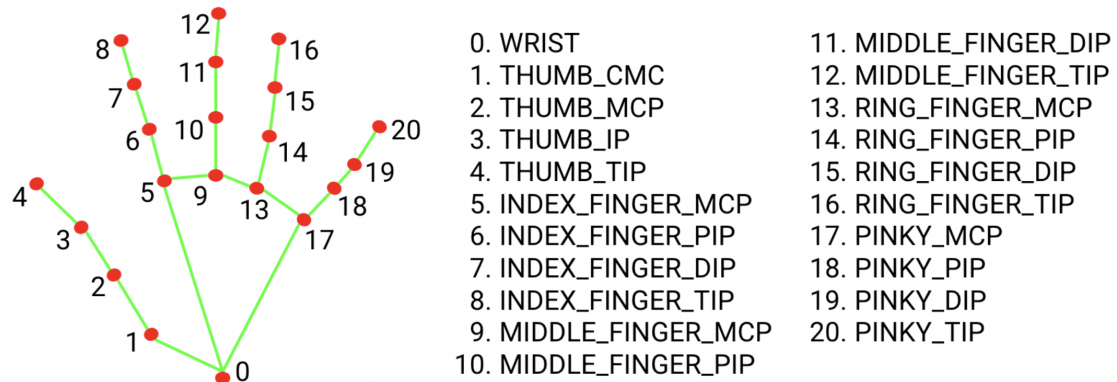 12
8
16
11
7
15
10
20
6
14
19
4
5
9
13
18
3
17
2
1
0
0. WRIST
1. THUMB_CMC
2. THUMB_MCP
3. THUMB_IP
4. THUMB_TIP
5. INDEX_FINGER_MCP
6. INDEX_FINGER_PIP
7. INDEX_FINGER_DIP
8. INDEX_FINGER_TIP
9. MIDDLE_FINGER_MCP
10. MIDDLE_FINGER_PIP
11. MIDDLE_FINGER_DIP
12. MIDDLE_FINGER_TIP
13. RING_FINGER_MCP
14. RING_FINGER_PIP
15. RING_FINGER_DIP
16. RING_FINGER_TIP
17. PINKY_MCP
18. PINKY_PIP
19. PINKY_DIP
20. PINKY_TIP